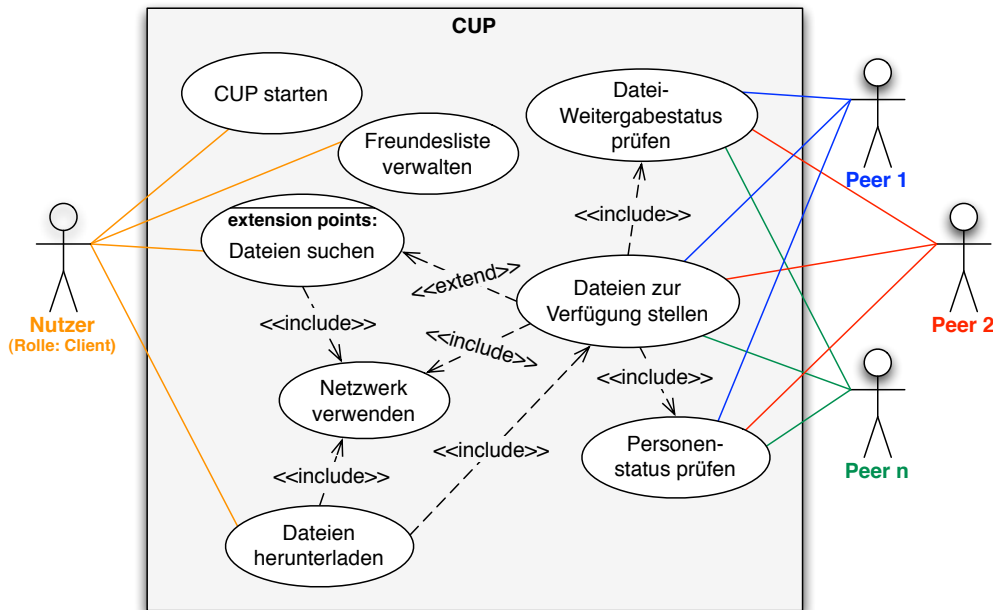 CUP
CUP starten
Freundesliste
verwalten
extension points:
Dateien suchen
Datei-
Weitergabestatus
prüfen
<<include>>
<<extend>>
Dateien zur
Verfügung stellen
<<include>>
<<include>>
<<include>>
Netzwerk
verwenden
<<include>>
<<include>>
Personen-
status prüfen
Dateien
herunterladen
Nutzer
(Rolle: Client)
Peer 1
Peer 2
Peer n